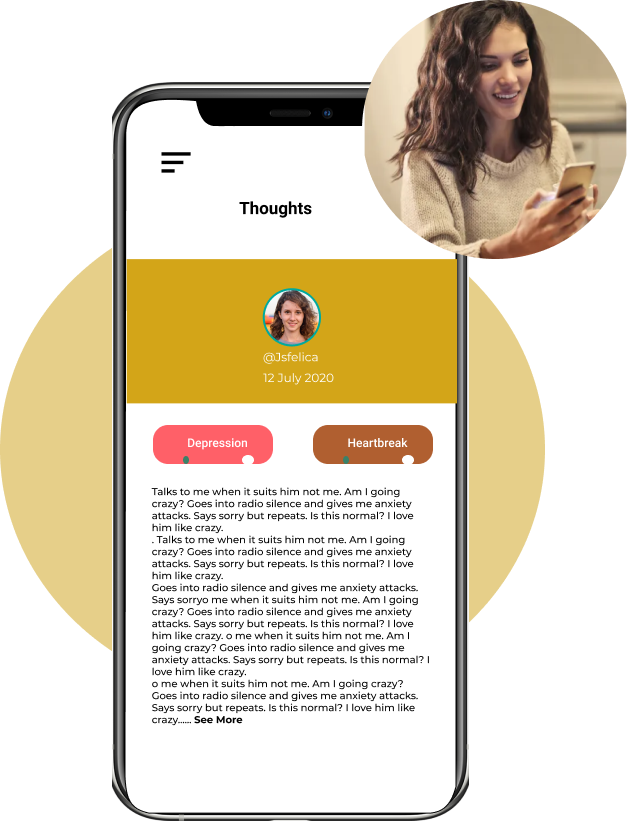 Thoughts
@Jsfelica
12 July 2020
Depression
Heartbreak
Talks to me when it suits him not me. Am I going
crazy? Goes into radio silence and gives me anxiety
attacks. Says sorry but repeats. Is this normal? I love
him like crazy.
. Talks to me when it suits him not me. Am I going
crazy? Goes into radio silence and gives me anxiety
attacks. Says sorry but repeats. Is this normal? I love
him like crazy.
Goes into radio silence and gives me anxiety attacks.
Says sorryo me when it suits him not me. Am I going
crazy? Goes into radio silence and gives me anxiety
attacks. Says sorry but repeats. Is this normal? I love
him like crazy. o me when it suits him not me. Am I
going crazy? Goes into radio silence and gives me
anxiety attacks. Says sorry but repeats. Is this normal? I
love him like crazy.
o me when it suits him not me. Am I going crazy?
Goes into radio silence and gives me anxiety attacks.
Says sorry but repeats. Is this normal? I love him like
crazy...... See More